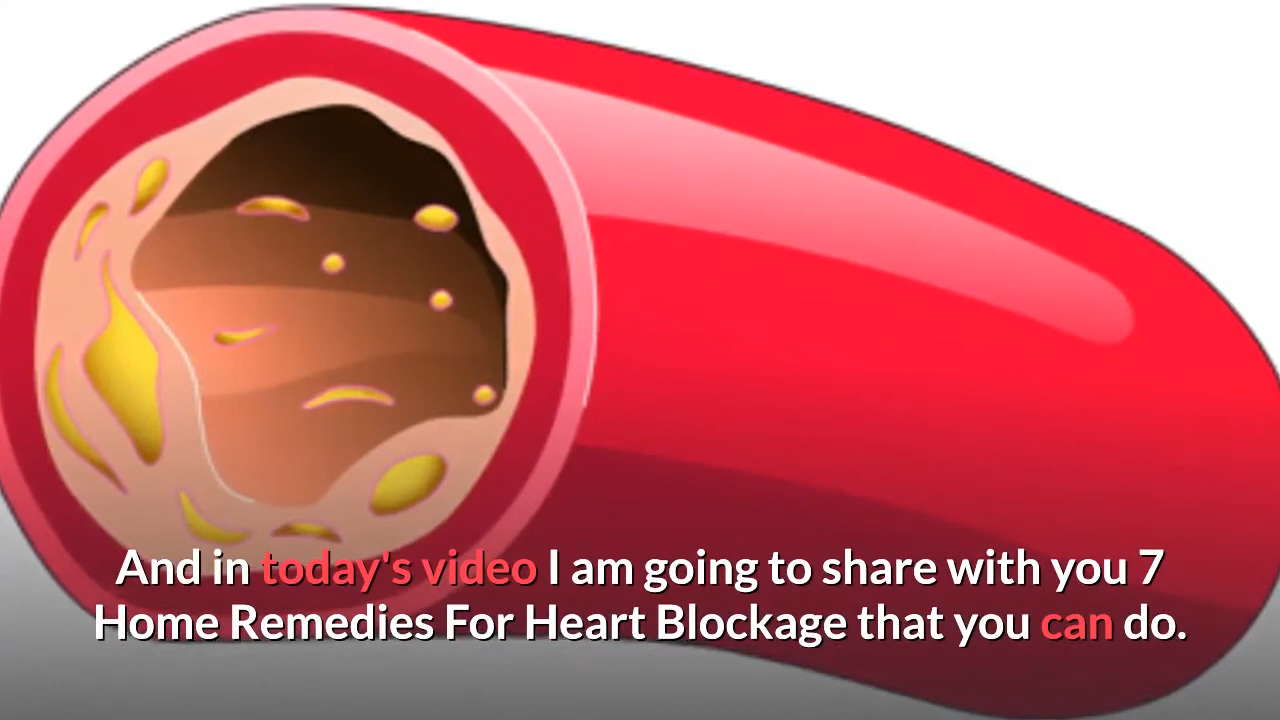 And in today's video I am going to share with you 7
Home Remedies For Heart Blockage that you can do.